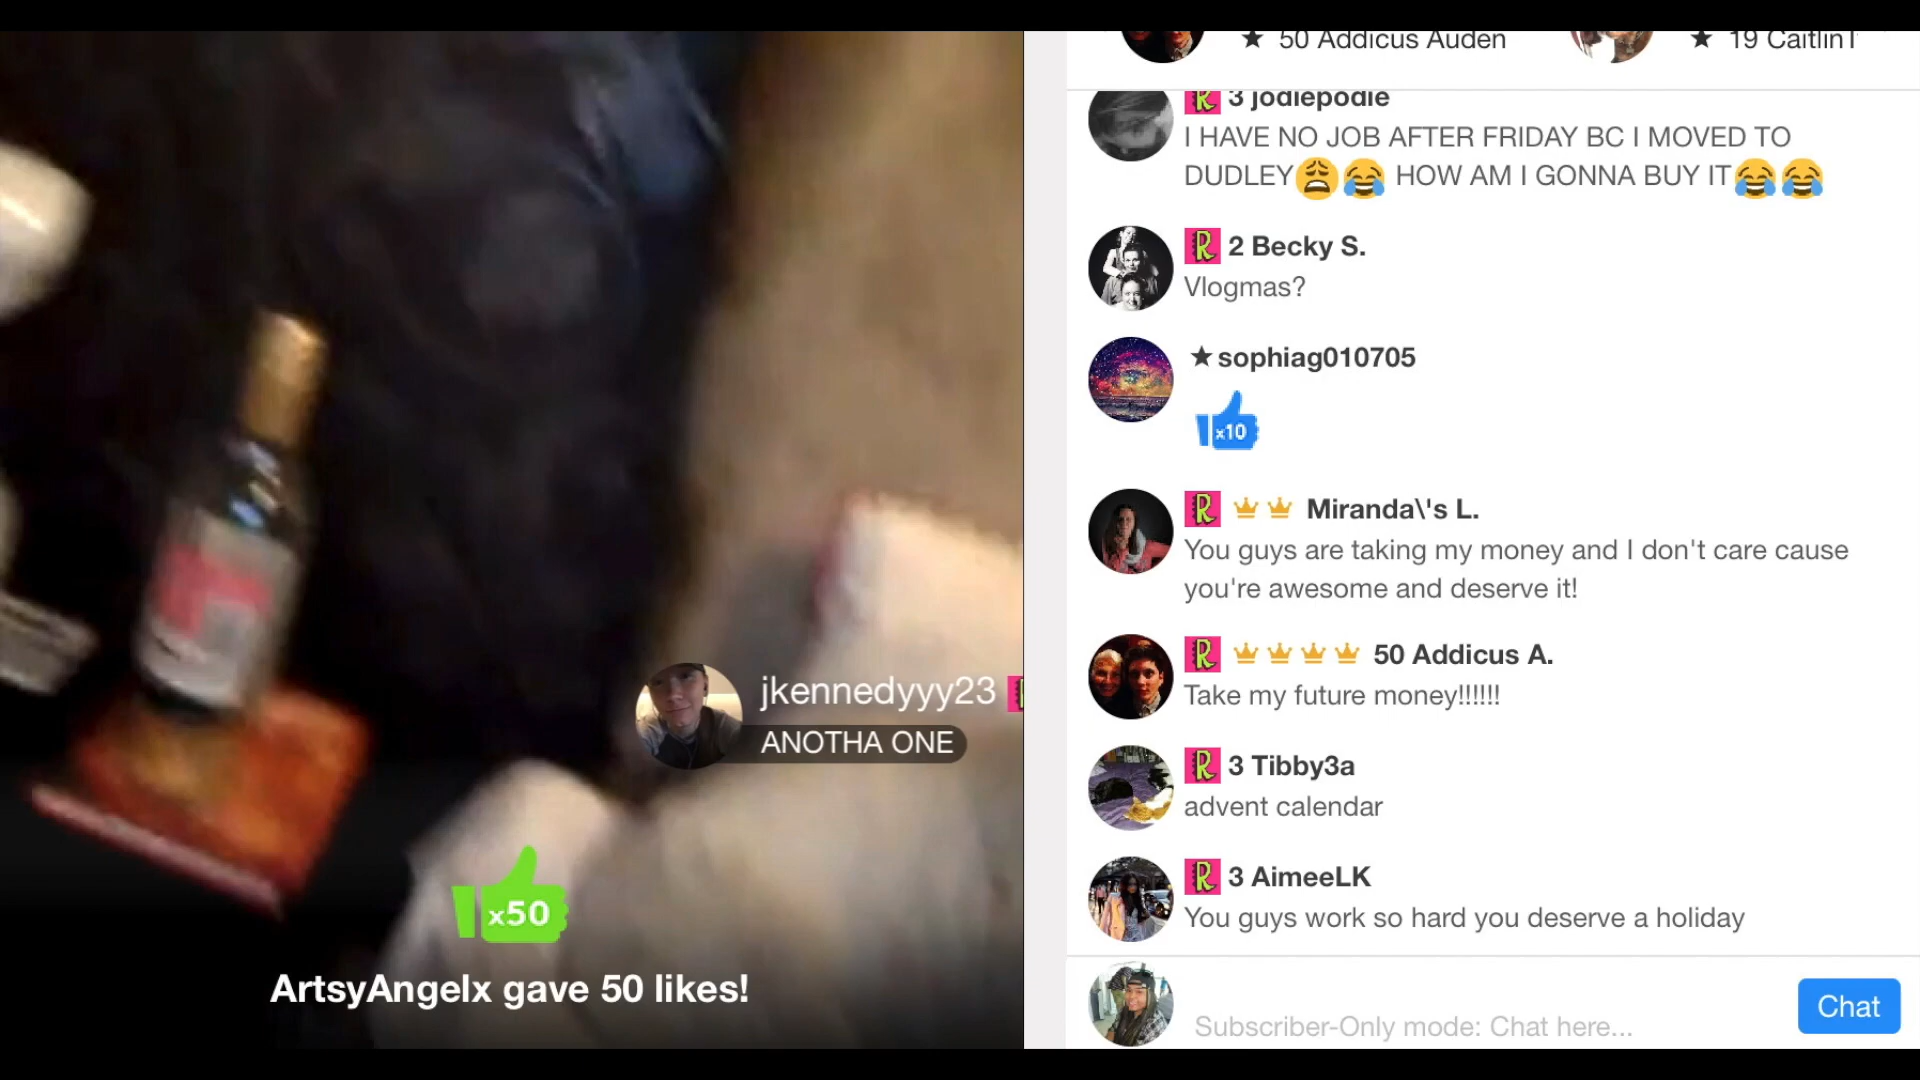 jkennedyyy23
ANOTHA ONE
x50
ArtsyAngelx gave 50 likes!
★ 50 Addicus Auden
★ 19 Caitlin
R 3 jodiepodie
I HAVE NO JOB AFTER FRIDAY BC I MOVED TO
DUDLEY😩😂 HOW AM I GONNA BUY IT😂😂
R 2 Becky S.
Vlogmas?
★ sophiag010705
x10
R Miranda\'s L.
You guys are taking my money and I don't care cause
you're awesome and deserve it!
R 50 Addicus A.
Take my future money!!!!!!
R 3 Tibby3a
advent calendar
R 3 AimeeLK
You guys work so hard you deserve a holiday
Subscriber-Only mode: Chat here...
Chat